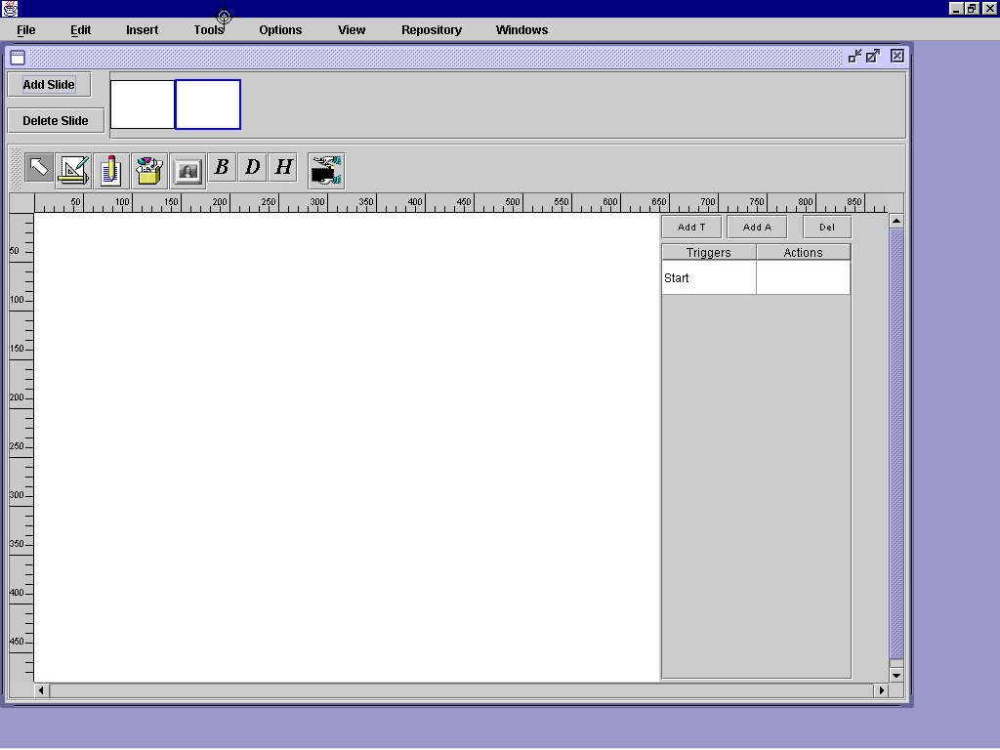 File Edit Insert Tools Options View Repository Windows
Add Slide
Delete Slide
B D H
50 100 150 200 250 300 350 400 450 500 550 600 650 700 750 800 850
Add T Add A Del
Triggers Actions
Start
50
100
150
200
250
300
350
400
450